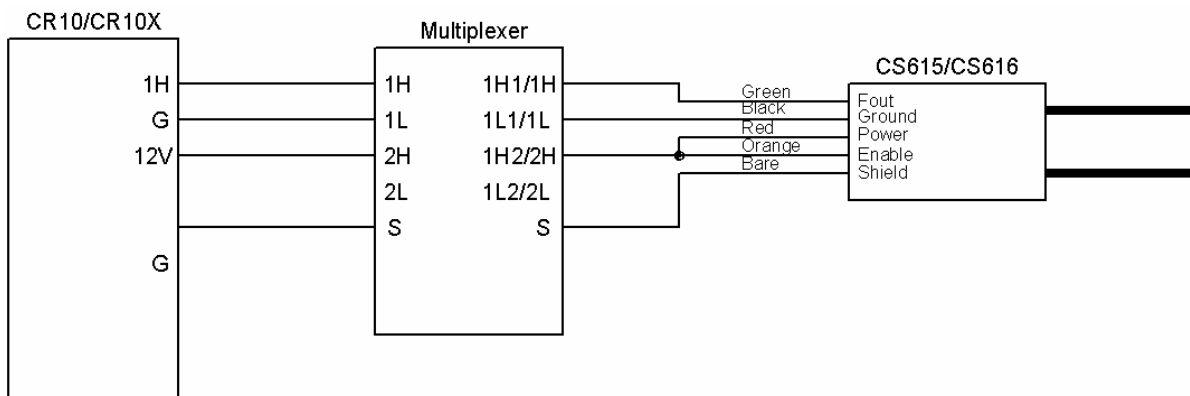 CR10/CR10X
1H
G
12V
G
Multiplexer
1H
1L
2H
2L
S
1H1/1H
1L1/1L
1H2/2H
1L2/2L
S
Green
Black
Red
Orange
Bare
CS615/CS616
Fout
Ground
Power
Enable
Shield